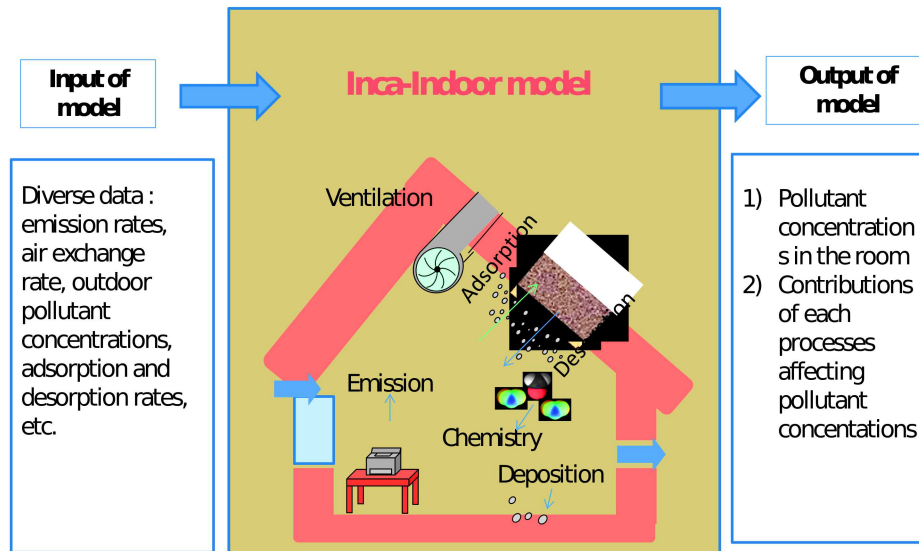 Input of
model
Inca-Indoor model
Output of
model
Diverse data :
emission rates,
air exchange
rate, outdoor
pollutant
concentrations,
adsorption and
desorption rates,
etc.
Ventilation
Adsorption
Emission
Chemistry
Deposition
1) Pollutant
concentration
s in the room
2) Contributions
of each
processes
affecting
pollutant
concentations